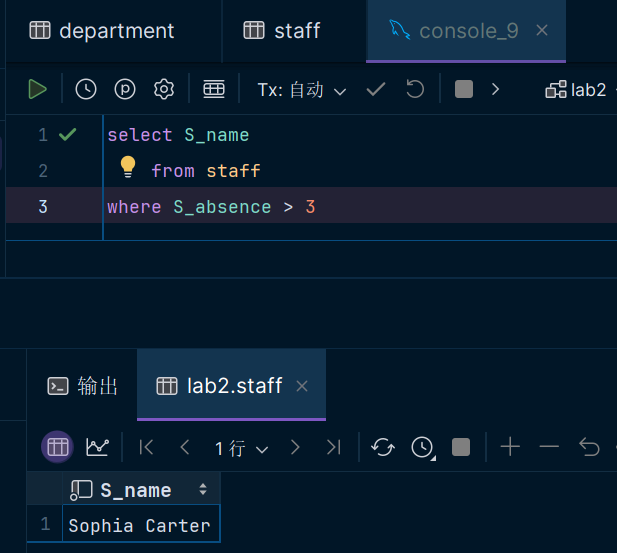 department staff console_9
Tx: 自动 lab2
1 select S_name
2 from staff
3 where S_absence > 3
输出 lab2.staff
1 行
S_name
1 Sophia Carter